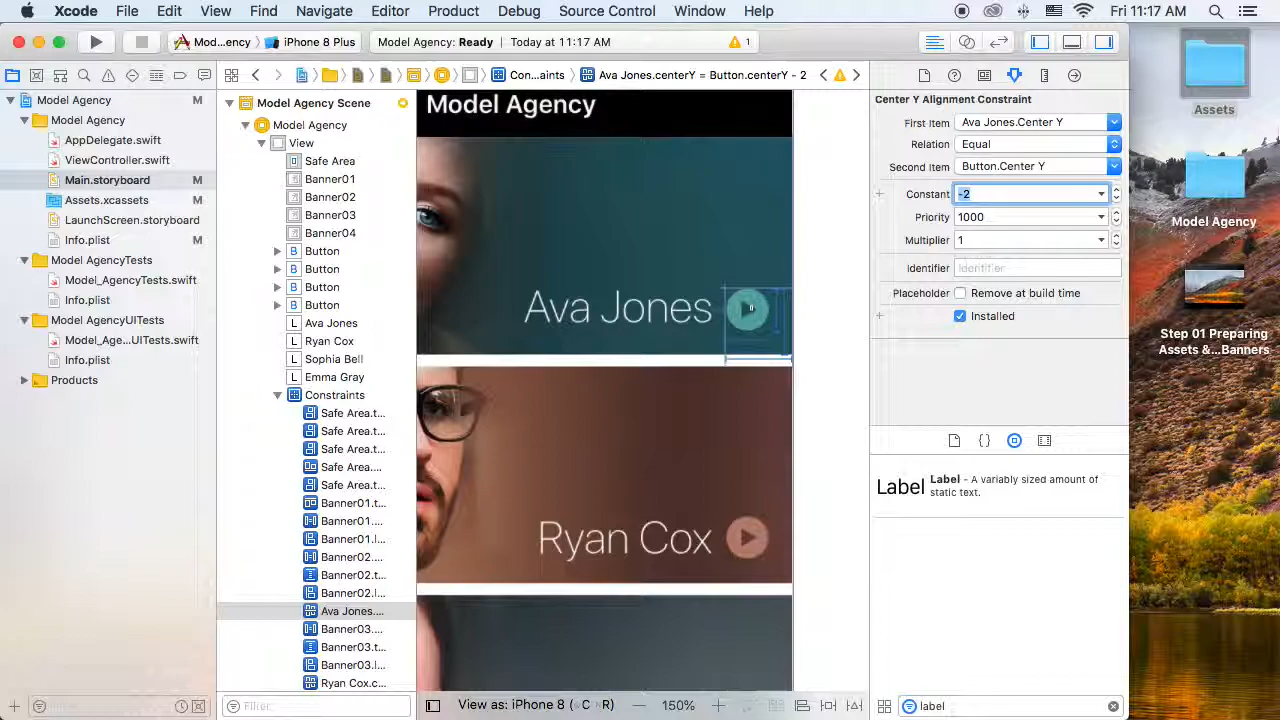 Xcode File Edit View Find Navigate Editor Product Debug Source Control Window Help Fri 11:17 AM
Mod...ency iPhone 8 Plus Model Agency: Ready Today at 11:17 AM 1
Con...aints Ava Jones.centerY = Button.centerY - 2
Model Agency M
Model Agency
AppDelegate.swift
ViewController.swift
Main.storyboard M
Assets.xcassets M
LaunchScreen.storyboard
Info.plist M
Model AgencyTests
Model_AgencyTests.swift
Info.plist
Model AgencyUITests
Model_Age...UITests.swift
Info.plist
Products
Model Agency Scene
Model Agency
View
Safe Area
Banner01
Banner02
Banner03
Banner04
B Button
B Button
B Button
B Button
L Ava Jones
L Ryan Cox
L Sophia Bell
L Emma Gray
Constraints
Safe Area.t...
Safe Area.t...
Safe Area.t...
Safe Area....
Safe Area.t...
Banner01.t...
Banner01....
Banner01.l...
Banner02....
Banner02.t...
Banner02.l...
Ava Jones....
Banner03....
Banner03.t...
Banner03.l...
Ryan Cox.c...
Filter
Model Agency
Ava Jones
Ryan Cox
View as: iPhone 8 ( C R)
150%
Center Y Alignment Constraint
First Item Ava Jones.Center Y
Relation Equal
Second Item Button.Center Y
Constant -2
Priority 1000
Multiplier 1
Identifier Identifier
Placeholder Remove at build time
Installed
Label Label - A variably sized amount of
static text.
label
Assets
Model Agency
Step 01 Preparing
Assets &...Banners